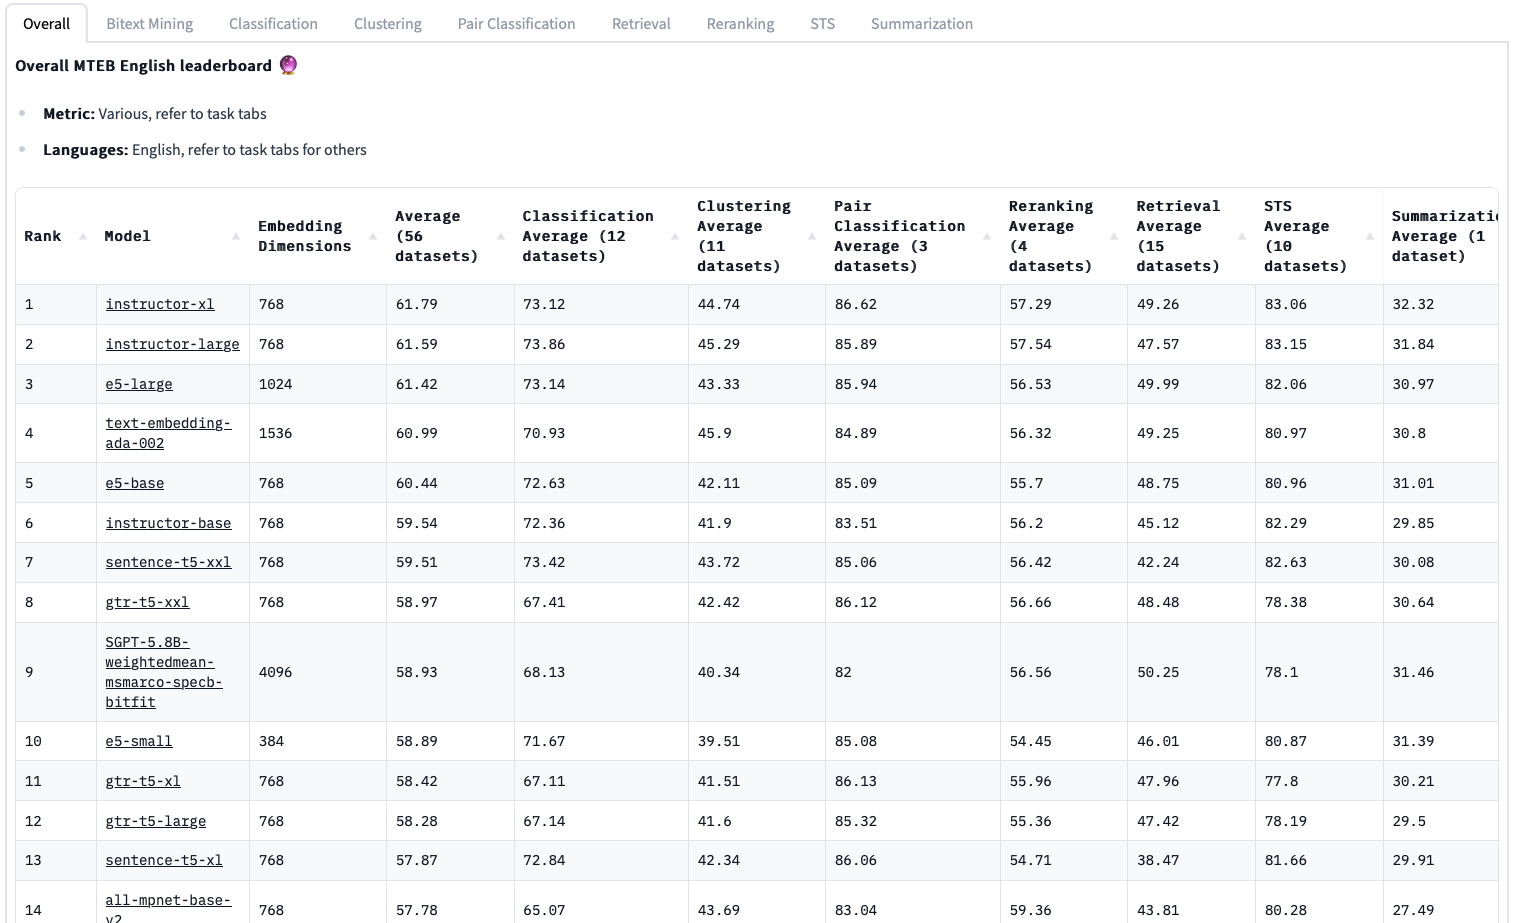 Overall Bitext Mining Classification Clustering Pair Classification Retrieval Reranking STS Summarization
Overall MTEB English leaderboard 🔮
Metric: Various, refer to task tabs
Languages: English, refer to task tabs for others
Rank Model Embedding Dimensions Average (56 datasets) Classification Average (12 datasets) Clustering Average (11 datasets) Pair Classification Average (3 datasets) Reranking Average (4 datasets) Retrieval Average (15 datasets) STS Average (10 datasets) Summarizatio Average (1 dataset)
1 instructor-xl 768 61.79 73.12 44.74 86.62 57.29 49.26 83.06 32.32
2 instructor-large 768 61.59 73.86 45.29 85.89 57.54 47.57 83.15 31.84
3 e5-large 1024 61.42 73.14 43.33 85.94 56.53 49.99 82.06 30.97
4 text-embedding-ada-002 1536 60.99 70.93 45.9 84.89 56.32 49.25 80.97 30.8
5 e5-base 768 60.44 72.63 42.11 85.09 55.7 48.75 80.96 31.01
6 instructor-base 768 59.54 72.36 41.9 83.51 56.2 45.12 82.29 29.85
7 sentence-t5-xxl 768 59.51 73.42 43.72 85.06 56.42 42.24 82.63 30.08
8 gtr-t5-xxl 768 58.97 67.41 42.42 86.12 56.66 48.48 78.38 30.64
9 SGPT-5.8B-weightedmean-msmarco-specb-bitfit 4096 58.93 68.13 40.34 82 56.56 50.25 78.1 31.46
10 e5-small 384 58.89 71.67 39.51 85.08 54.45 46.01 80.87 31.39
11 gtr-t5-xl 768 58.42 67.11 41.51 86.13 55.96 47.96 77.8 30.21
12 gtr-t5-large 768 58.28 67.14 41.6 85.32 55.36 47.42 78.19 29.5
13 sentence-t5-xl 768 57.87 72.84 42.34 86.06 54.71 38.47 81.66 29.91
14 all-mpnet-base-v2 768 57.78 65.07 43.69 83.04 59.36 43.81 80.28 27.49